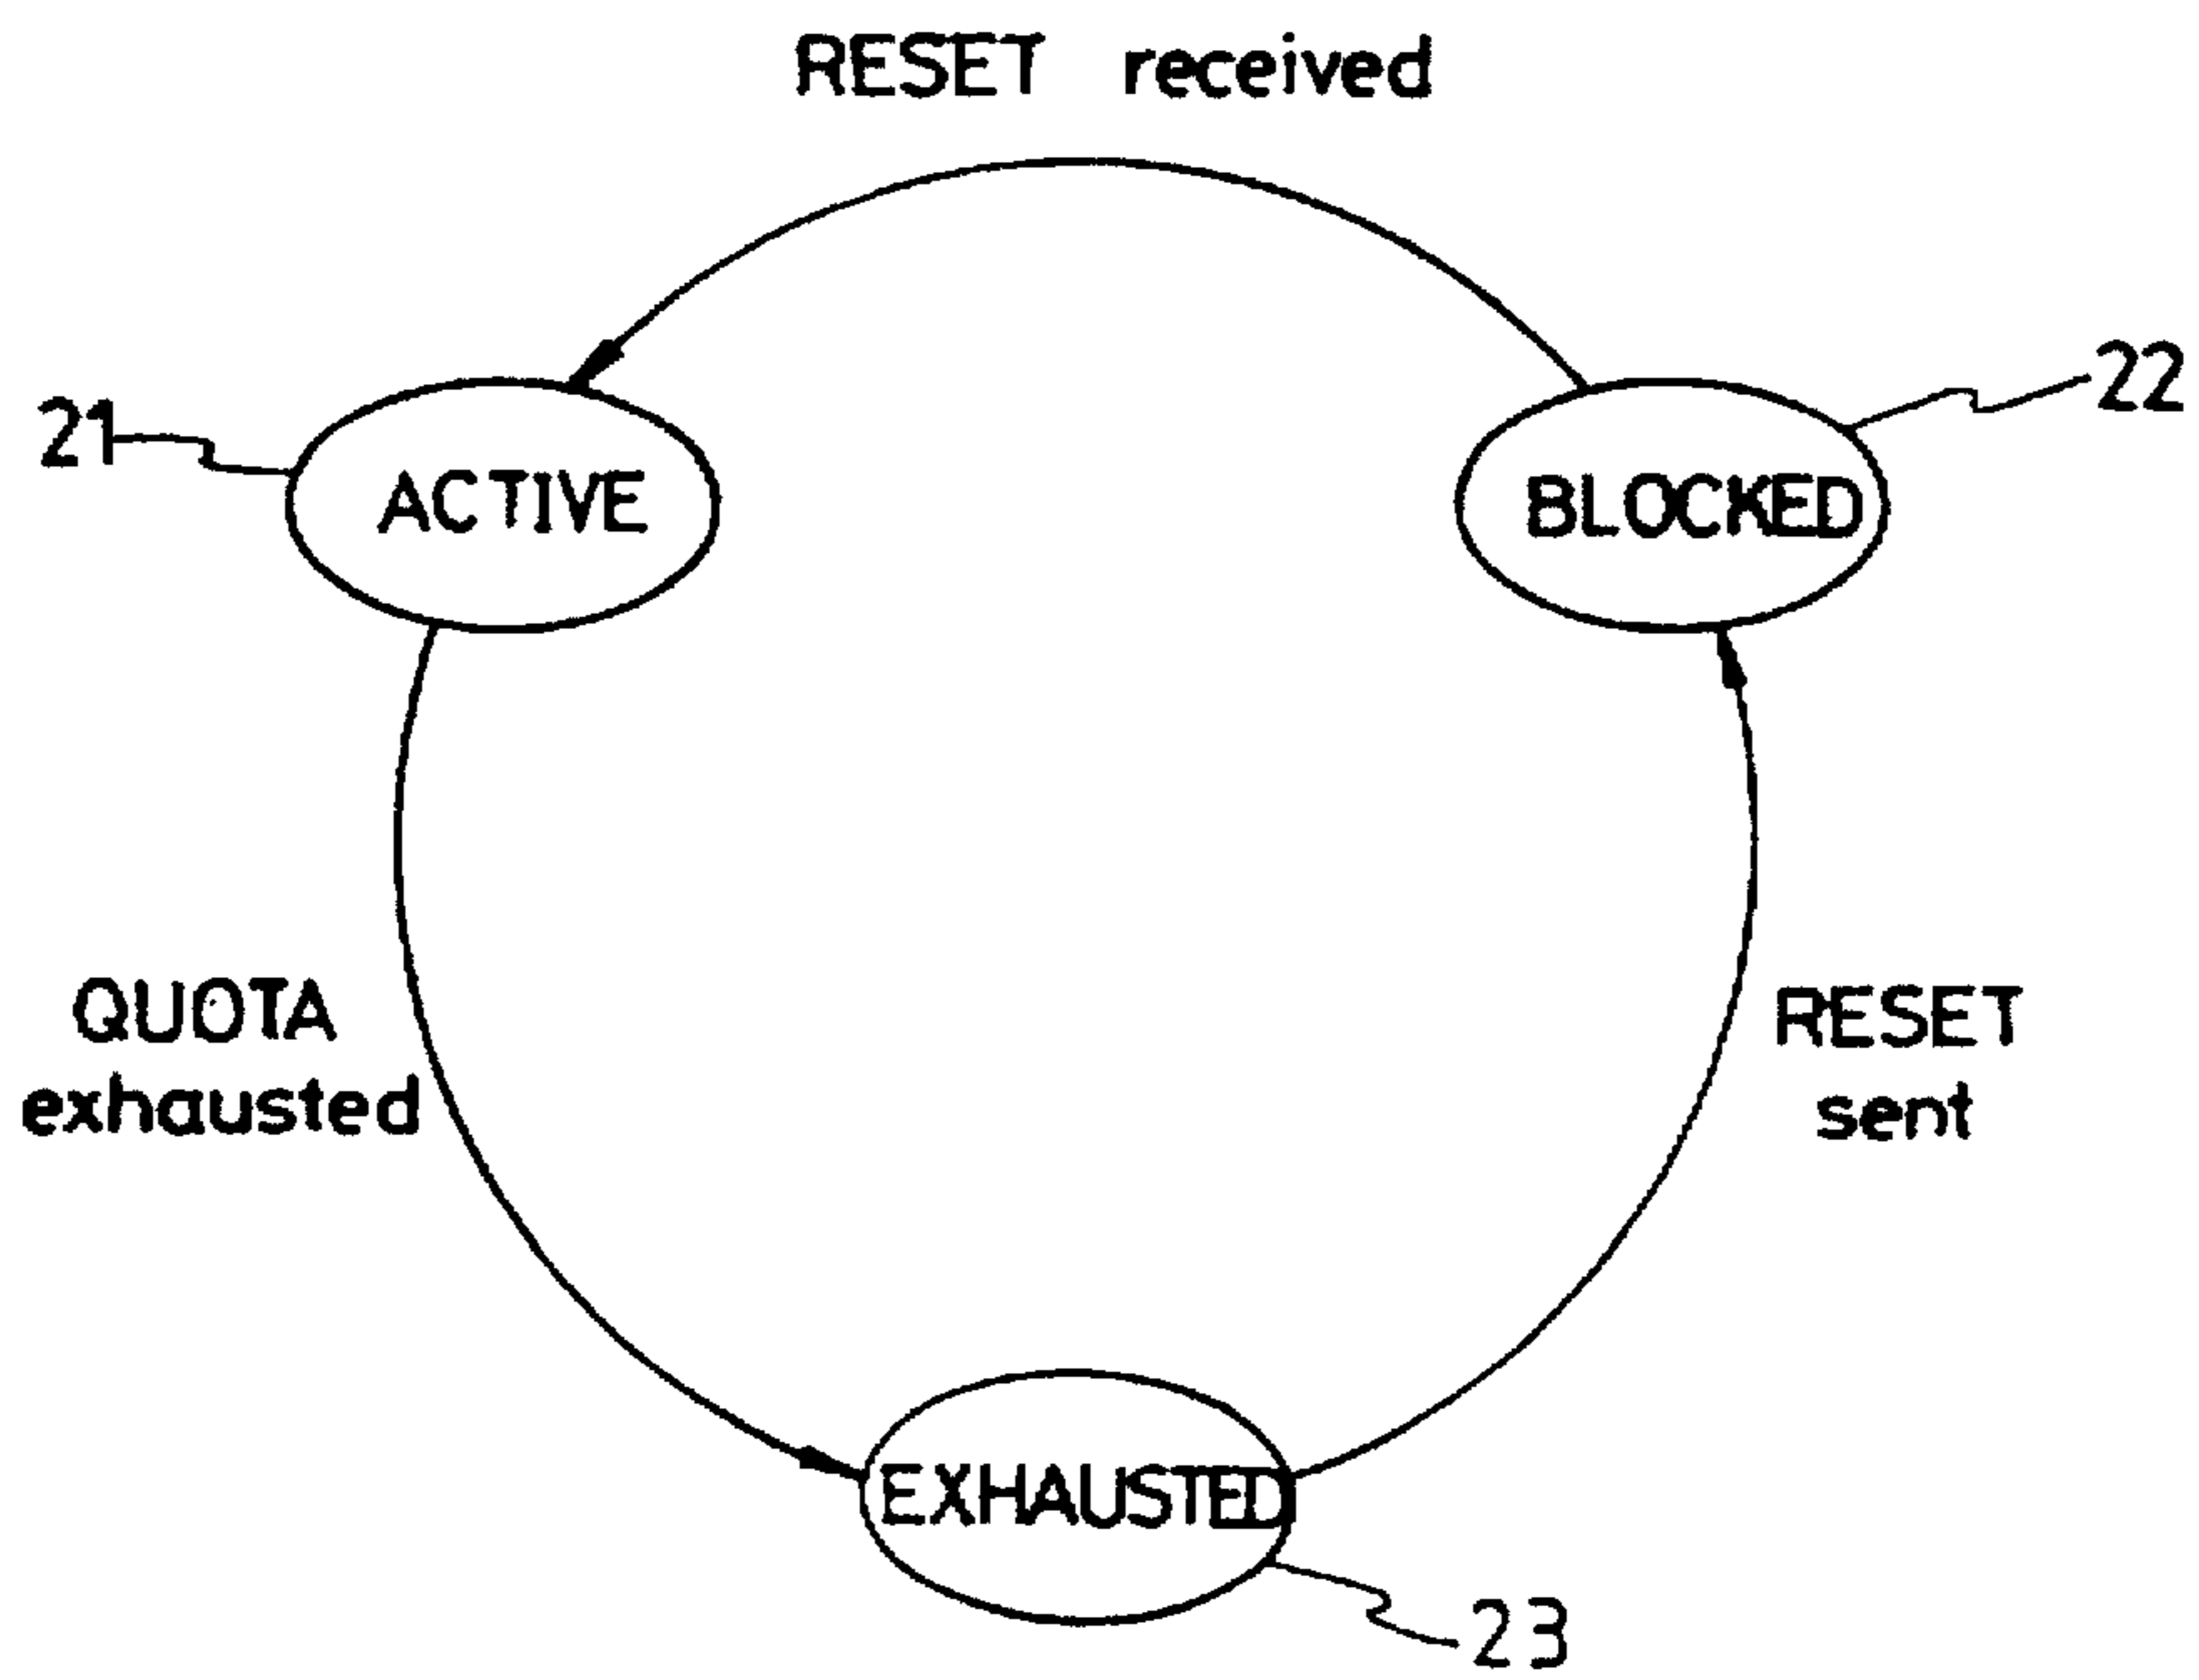 RESET received
21
22
ACTIVE
BLOCKED
QUOTA
exhausted
RESET
sent
EXHAUSTED
23